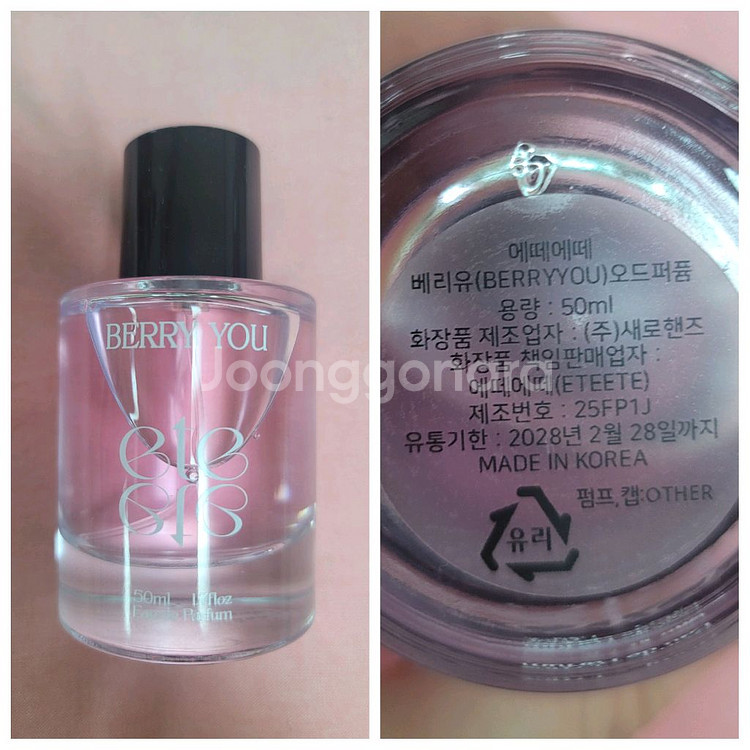 BERRY YOU
ete
ete
50ml 1.7floz
Eau de Parfum
Joonggonara
에떼에떼
베리유(BERRYYOU)오드퍼퓸
용량 : 50ml
화장품 제조업자 : (주)새로핸즈
화장품 책임판매업자 :
에떼에떼(ETEETE)
제조번호 : 25FP1J
유통기한 : 2028년 2월 28일까지
MADE IN KOREA
펌프,캡:OTHER
유리